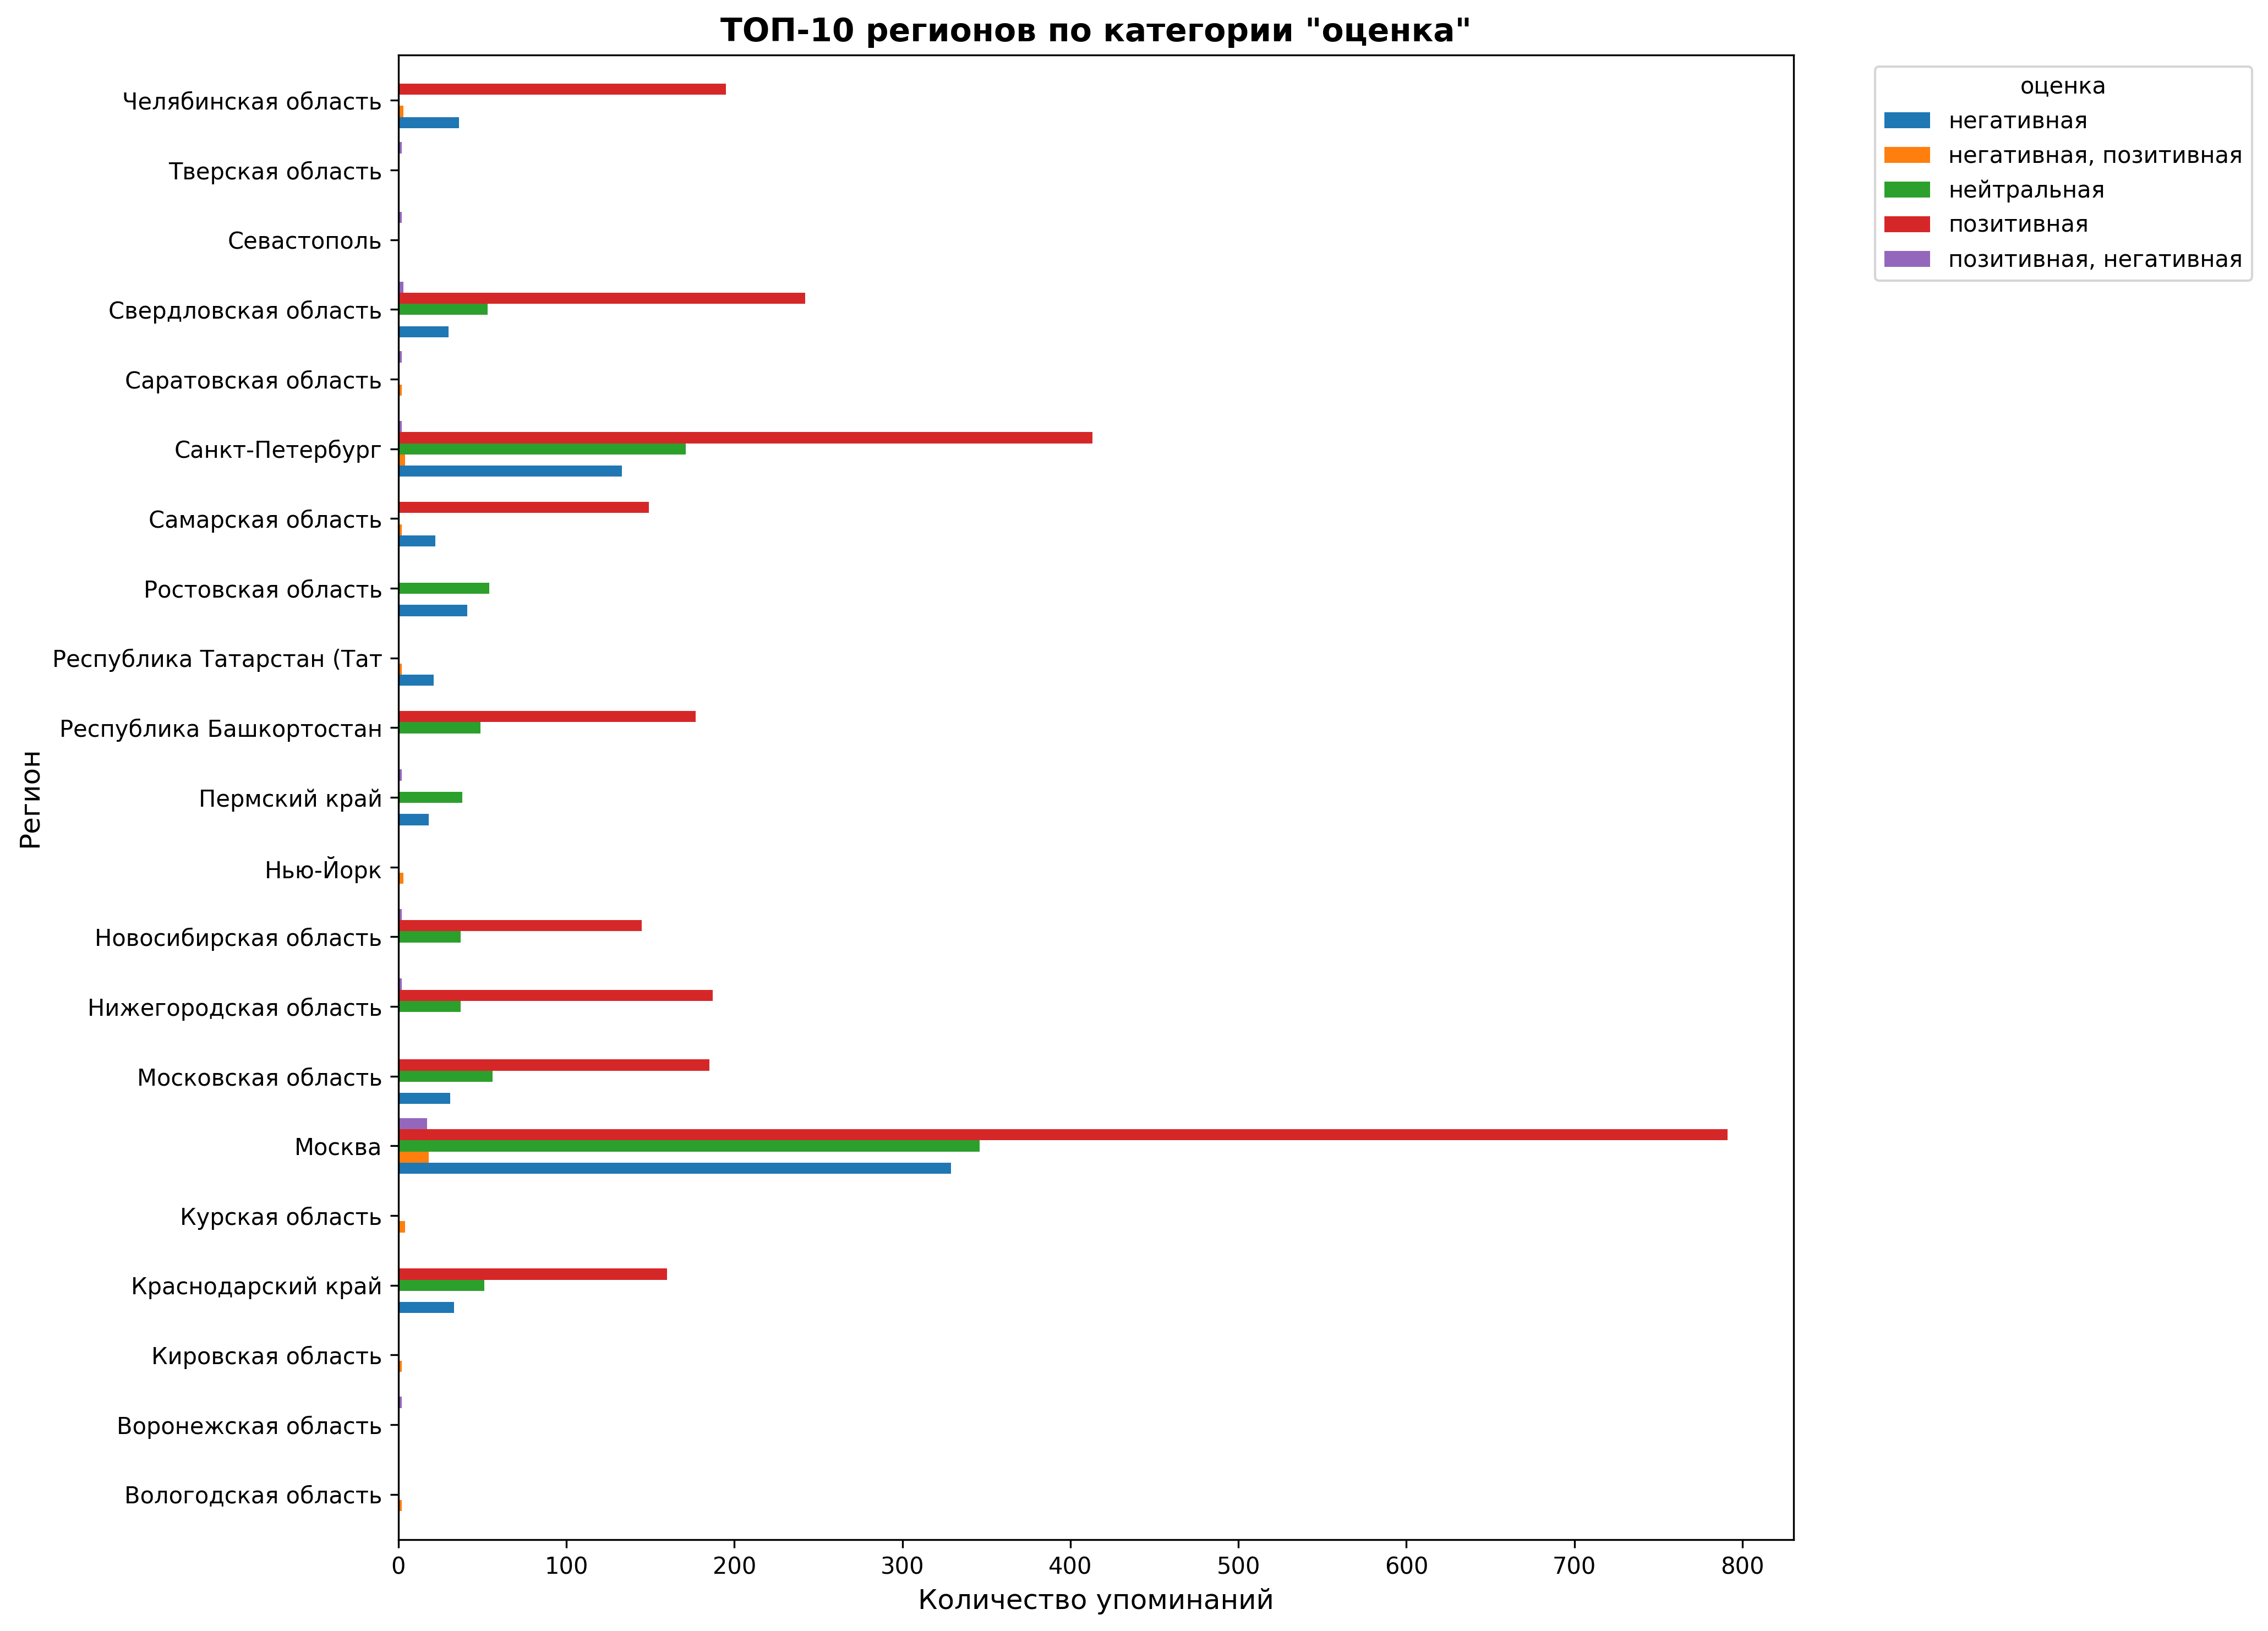 ТОП-10 регионов по категории "оценка"
Регион
Челябинская область
Тверская область
Севастополь
Свердловская область
Саратовская область
Санкт-Петербург
Самарская область
Ростовская область
Республика Татарстан (Тат
Республика Башкортостан
Пермский край
Нью-Йорк
Новосибирская область
Нижегородская область
Московская область
Москва
Курская область
Краснодарский край
Кировская область
Воронежская область
Вологодская область
0 100 200 300 400 500 600 700 800
Количество упоминаний
оценка
негативная
негативная, позитивная
нейтральная
позитивная
позитивная, негативная